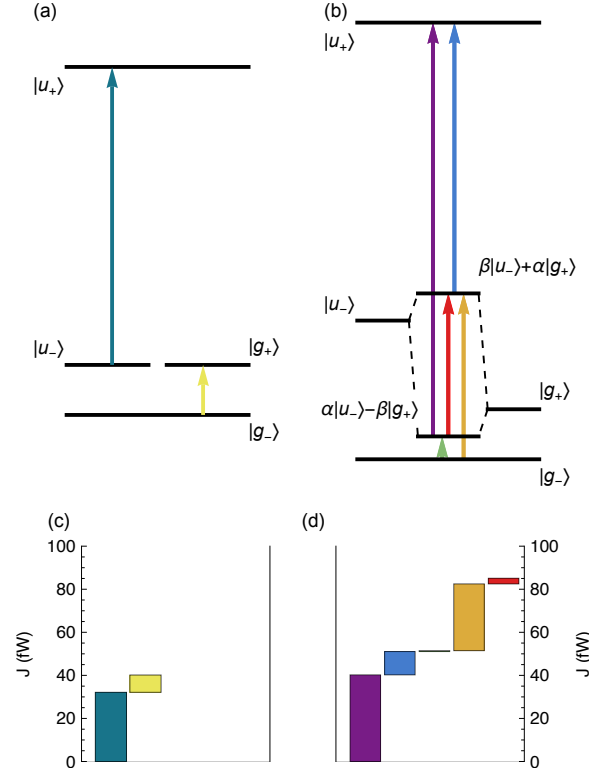 (a)
|u₊⟩
|u₋⟩
|g₊⟩
|g₋⟩
(b)
|u₊⟩
β|u₋⟩+α|g₊⟩
|u₋⟩
|g₊⟩
α|u₋⟩−β|g₊⟩
|g₋⟩
(c)
100
80
60
40
20
0
J (fW)
(d)
100
80
60
40
20
0
J (fW)